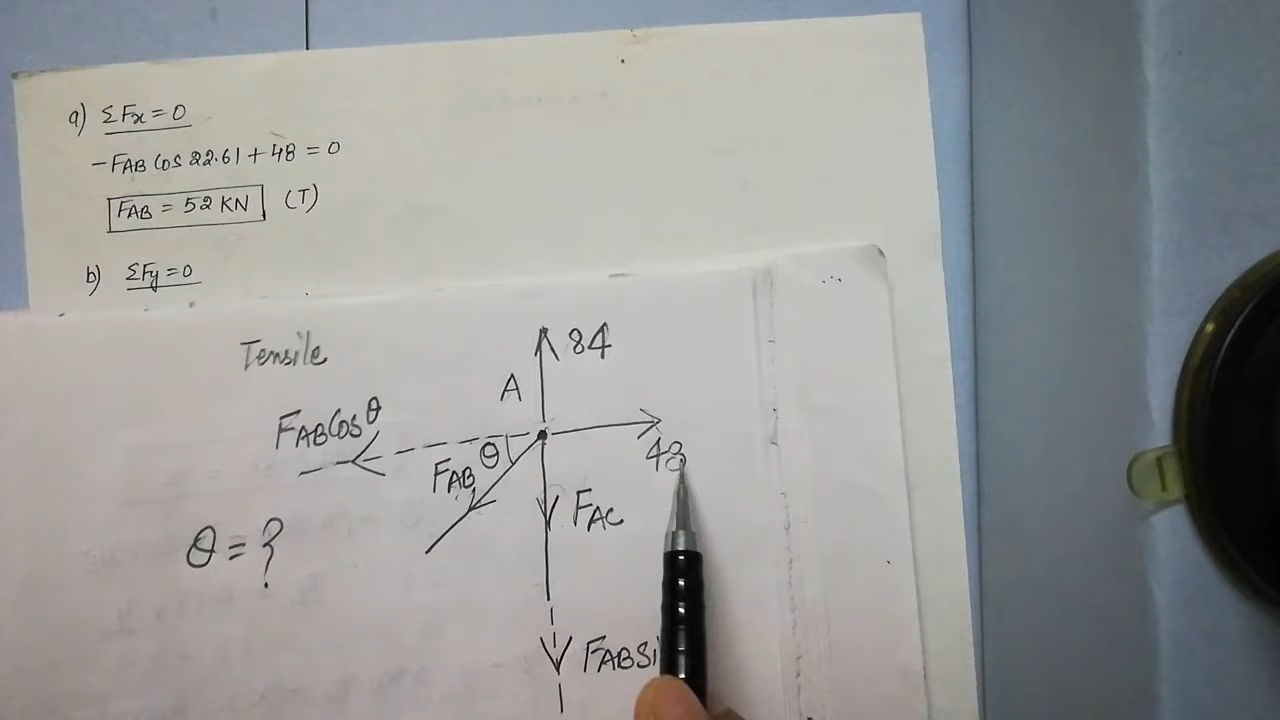 a) ΣFx = 0
-FAB Cos 22.61 + 48 = 0
FAB = 52 KN (T)
b) ΣFy = 0
Tensile
84
A
FABCosθ
θ
48
FAB
FAC
θ = ?
FABSi